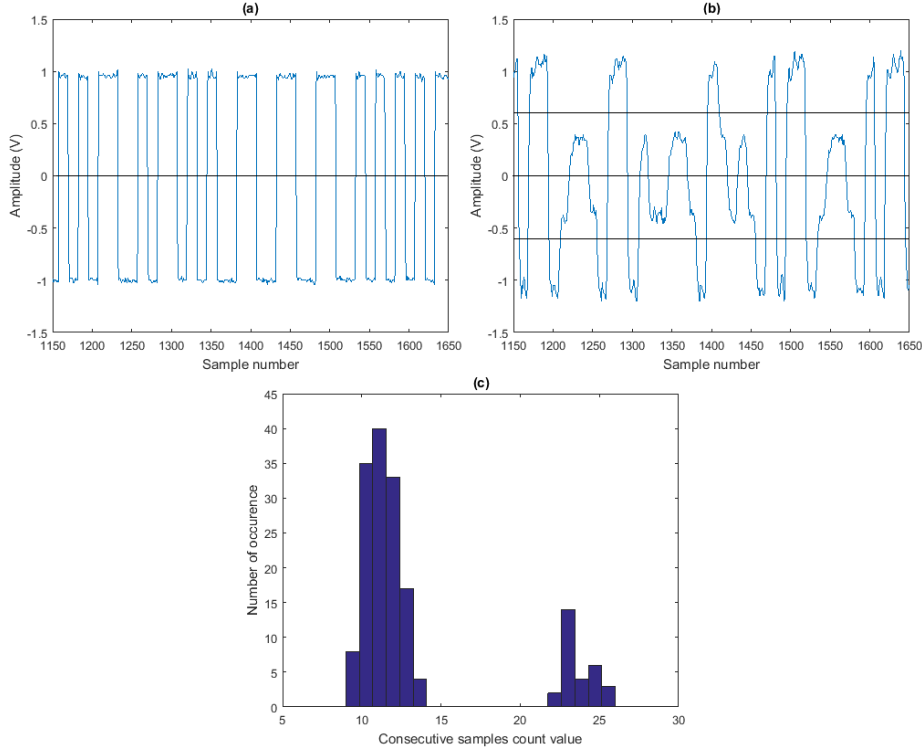 (a)
1.5
1
0.5
0
-0.5
-1
-1.5
Amplitude (V)
1150 1200 1250 1300 1350 1400 1450 1500 1550 1600 1650
Sample number
(b)
1.5
1
0.5
0
-0.5
-1
-1.5
Amplitude (V)
1150 1200 1250 1300 1350 1400 1450 1500 1550 1600 1650
Sample number
(c)
45
40
35
30
25
20
15
10
5
0
Number of occurence
5 10 15 20 25 30
Consecutive samples count value